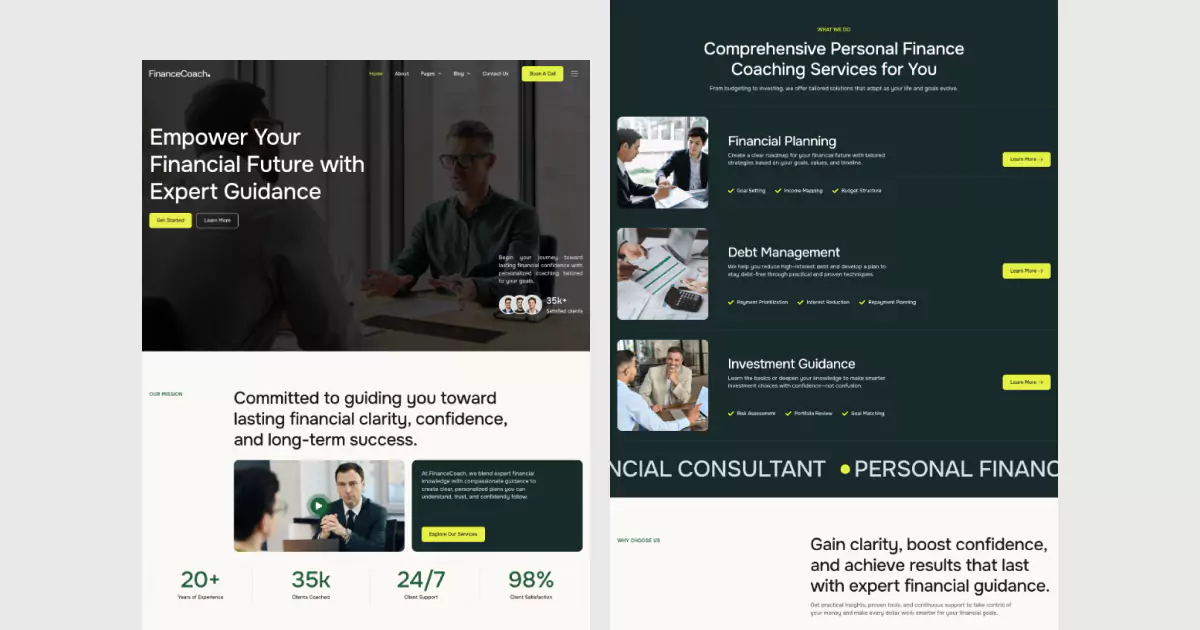 FinanceCoach.
Home
About
Pages
Blog
Contact Us
Book A Call
Empower Your
Financial Future with
Expert Guidance
Get Started
Learn More
Begin your journey toward
lasting financial confidence with
personalized coaching tailored
to your goals.
35k+
Satisfied clients
OUR MISSION
Committed to guiding you toward
lasting financial clarity, confidence,
and long-term success.
At FinanceCoach, we blend expert financial
knowledge with compassionate guidance to
create clear, personalized plans you can
understand, trust, and confidently follow.
Explore Our Services
20+
Years of Experience
35k
Clients Coached
24/7
Client Support
98%
Client Satisfaction
WHAT WE DO
Comprehensive Personal Finance
Coaching Services for You
From budgeting to investing, we offer tailored solutions that adapt as your life and goals evolve.
Financial Planning
Create a clear roadmap for your financial future with tailored
strategies based on your goals, values, and timeline.
Goal Setting
Income Mapping
Budget Structure
Learn More →
Debt Management
We help you reduce high-interest debt and develop a plan to
stay debt-free through practical and proven techniques.
Payment Prioritization
Interest Reduction
Repayment Planning
Learn More →
Investment Guidance
Learn the basics or deepen your knowledge to make smarter
investment choices with confidence—not confusion.
Risk Assessment
Portfolio Review
Goal Matching
Learn More →
NCIAL CONSULTANT ● PERSONAL FINANC
WHY CHOOSE US
Gain clarity, boost confidence,
and achieve results that last
with expert financial guidance.
Get practical insights, proven tools, and continuous support to take control of
your money and make every dollar work smarter for your financial goals.